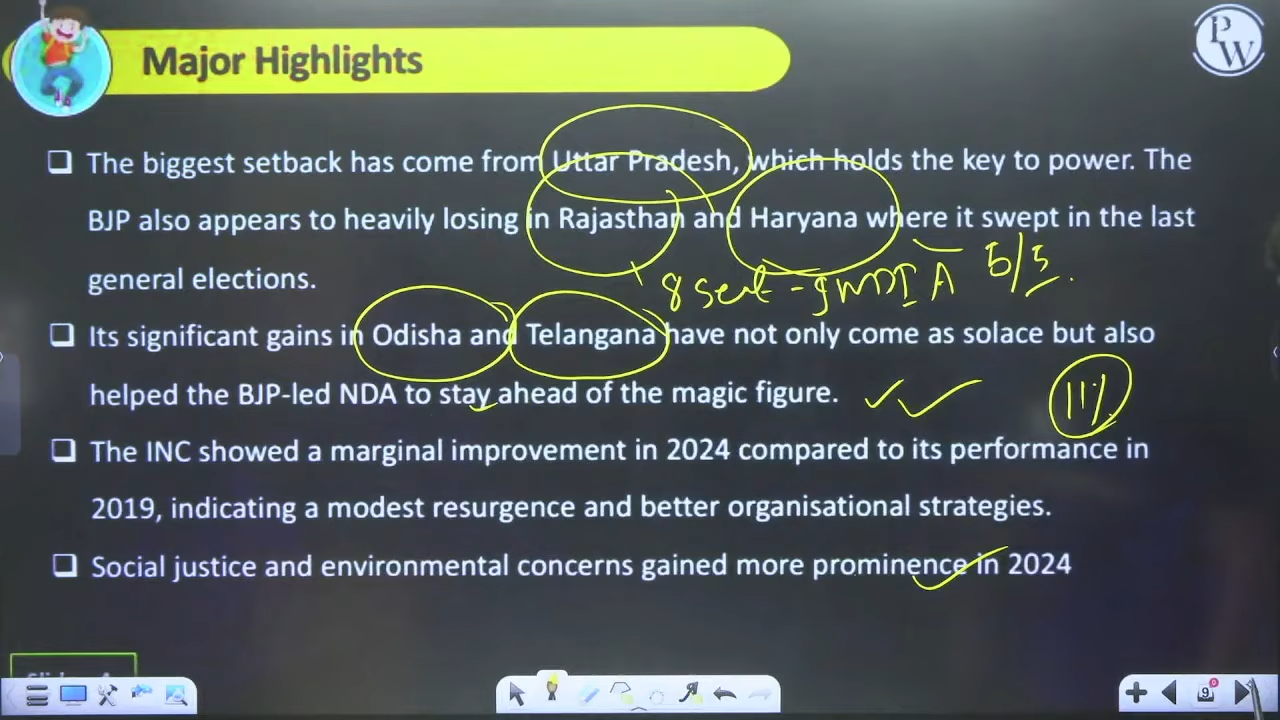 Major Highlights
PW
The biggest setback has come from Uttar Pradesh, which holds the key to power. The
BJP also appears to heavily losing in Rajasthan and Haryana where it swept in the last
general elections.
8 seat - INDIA 5/5.
Its significant gains in Odisha and Telangana have not only come as solace but also
helped the BJP-led NDA to stay ahead of the magic figure.
11%
The INC showed a marginal improvement in 2024 compared to its performance in
2019, indicating a modest resurgence and better organisational strategies.
Social justice and environmental concerns gained more prominence in 2024
9